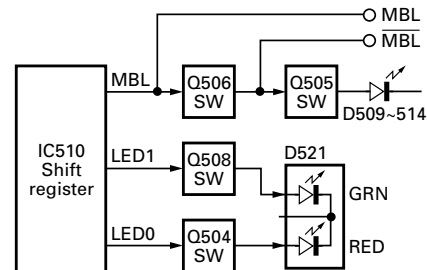 MBL
M̅B̅L̅
MBL
Q506
SW
Q505
SW
D509~514
IC510
Shift
register
LED1
Q508
SW
D521
GRN
LED0
Q504
SW
RED